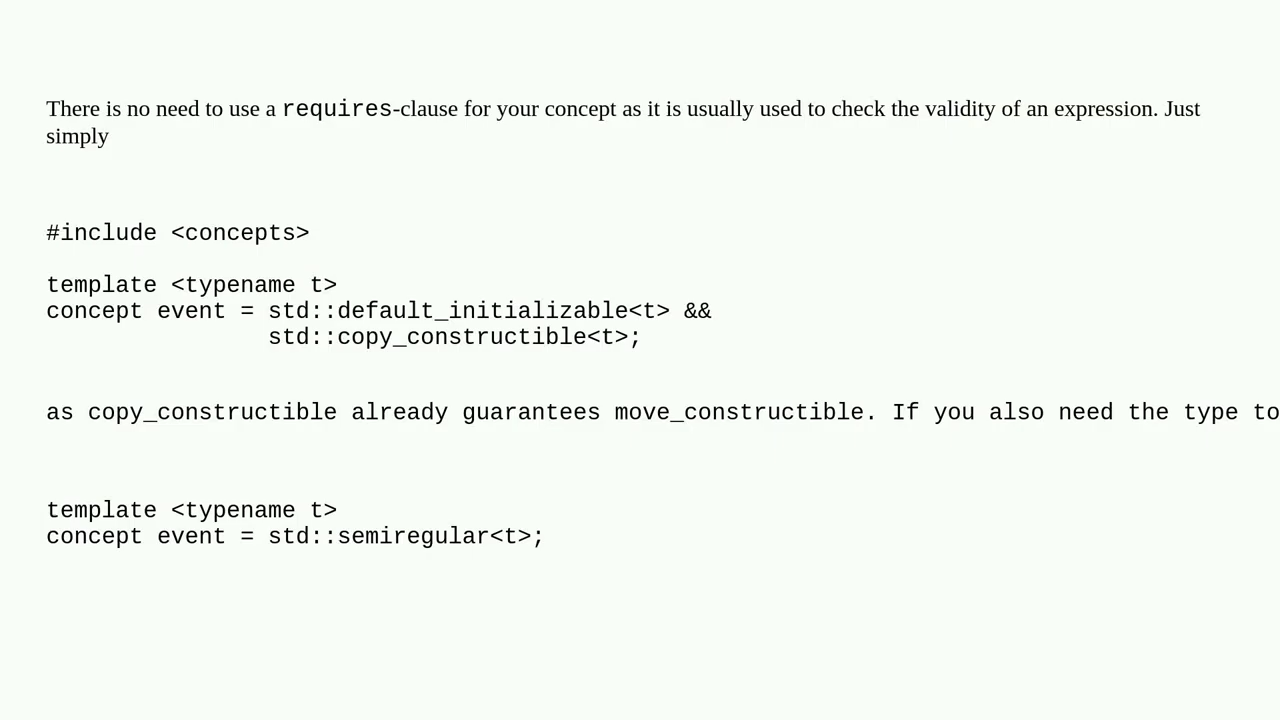 There is no need to use a requires-clause for your concept as it is usually used to check the validity of an expression. Just
simply
#include <concepts>
template <typename t>
concept event = std::default_initializable<t> &&
std::copy_constructible<t>;
as copy_constructible already guarantees move_constructible. If you also need the type to
template <typename t>
concept event = std::semiregular<t>;